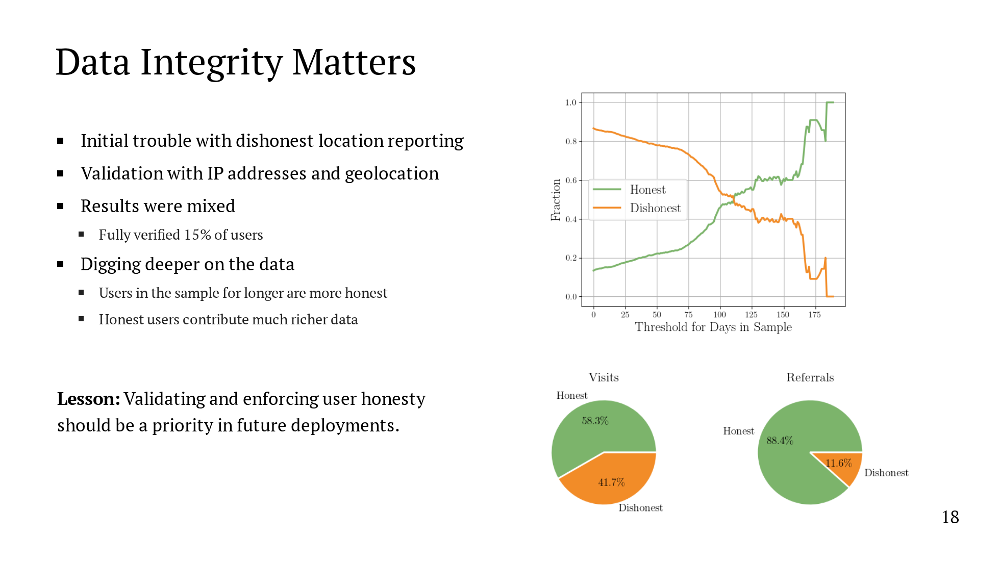 Data Integrity Matters
▪ Initial trouble with dishonest location reporting
▪ Validation with IP addresses and geolocation
▪ Results were mixed
▪ Fully verified 15% of users
▪ Digging deeper on the data
▪ Users in the sample for longer are more honest
▪ Honest users contribute much richer data
Lesson: Validating and enforcing user honesty
should be a priority in future deployments.
1.0
0.8
0.6
0.4
0.2
0.0
Fraction
Honest
Dishonest
0 25 50 75 100 125 150 175
Threshold for Days in Sample
Visits
Honest
58.3%
41.7%
Dishonest
Referrals
Honest
88.4%
11.6%
Dishonest
18